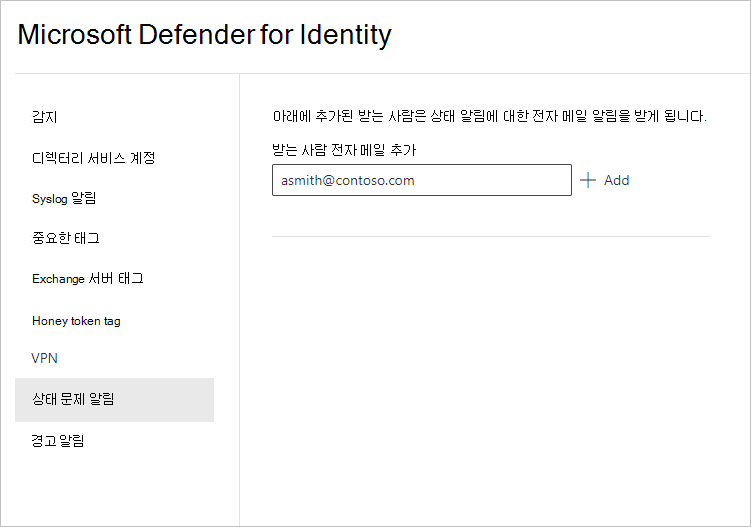 Microsoft Defender for Identity
감지
디렉터리 서비스 계정
Syslog 알림
중요한 태그
Exchange 서버 태그
Honey token tag
VPN
상태 문제 알림
경고 알림
아래에 추가된 받는 사람은 상태 알림에 대한 전자 메일 알림을 받게 됩니다.
받는 사람 전자 메일 추가
asmith@contoso.com
Add